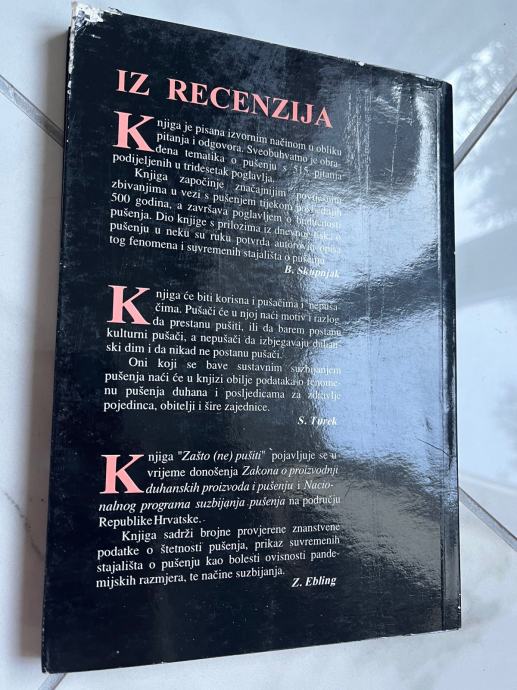 IZ RECENZIJA
Knjiga je pisana izvornim načinom u obliku
pitanja i odgovora. Sveobuhvatno je obra-
đena tematika o pušenju s 515 pitanja
podijeljenih u tridesetak poglavlja.
Knjiga započinje značajnijim povijesnim
zbivanjima u vezi s pušenjem tijekom posljednjih
500 godina, a završava poglavljem o budućnosti
pušenja. Dio knjige s prilozima iz dnevnog tiska o
pušenju u neku su ruku potvrda autorovih opisa
tog fenomena i suvremenih stajališta o pušenju.
B. Skupnjak
Knjiga će biti korisna i pušačima i nepuša-
čima. Pušači će u njoj naći motiv i razlog
da prestanu pušiti, ili da barem postanu
kulturni pušači, a nepušači da izbjegavaju duhan-
ski dim i da nikad ne postanu pušači.
Oni koji se bave sustavnim suzbijanjem
pušenja naći će u knjizi obilje podataka o fenome-
nu pušenja duhana i posljedicama za zdravlje
pojedinca, obitelji i šire zajednice.
S. Turek
Knjiga "Zašto (ne) pušiti" pojavljuje se u
vrijeme donošenja Zakona o proizvodnji
duhanskih proizvoda i pušenju i Nacio-
nalnog programa suzbijanja pušenja na području
Republike Hrvatske.
Knjiga sadrži brojne provjerene znanstvene
podatke o štetnosti pušenja, prikaz suvremenih
stajališta o pušenju kao bolesti ovisnosti pande-
mijskih razmjera, te načine suzbijanja.
Z. Ebling